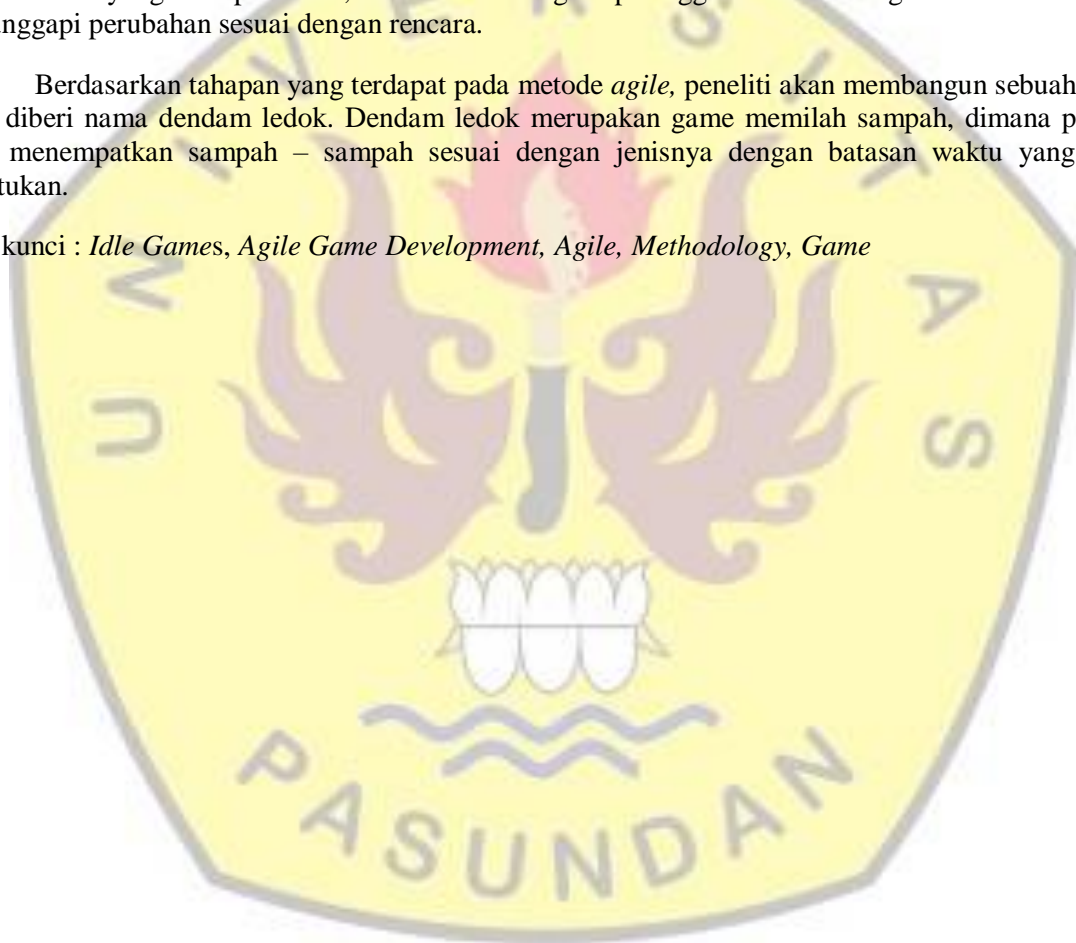 unggapi perubahan sesuai dengan rencara.
Berdasarkan tahapan yang terdapat pada metode agile, peneliti akan membangun sebuah
diberi nama dendam ledok. Dendam ledok merupakan game memilah sampah, dimana p
menempatkan sampah – sampah sesuai dengan jenisnya dengan batasan waktu yang
tukan.
kunci : Idle Games, Agile Game Development, Agile, Methodology, Game
UNIVERSITAS
PASUNDAN